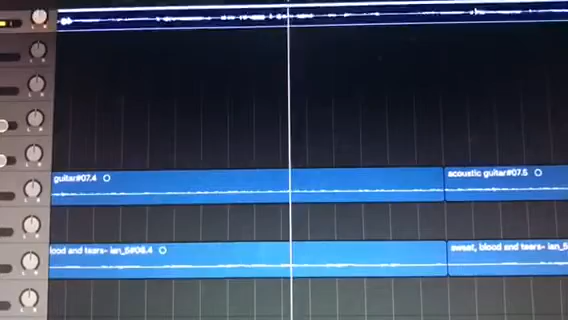 guitar#07.4
acoustic guitar#07.5
lood and tears- ian_5#08.4
sweet, blood and tears- ian_5